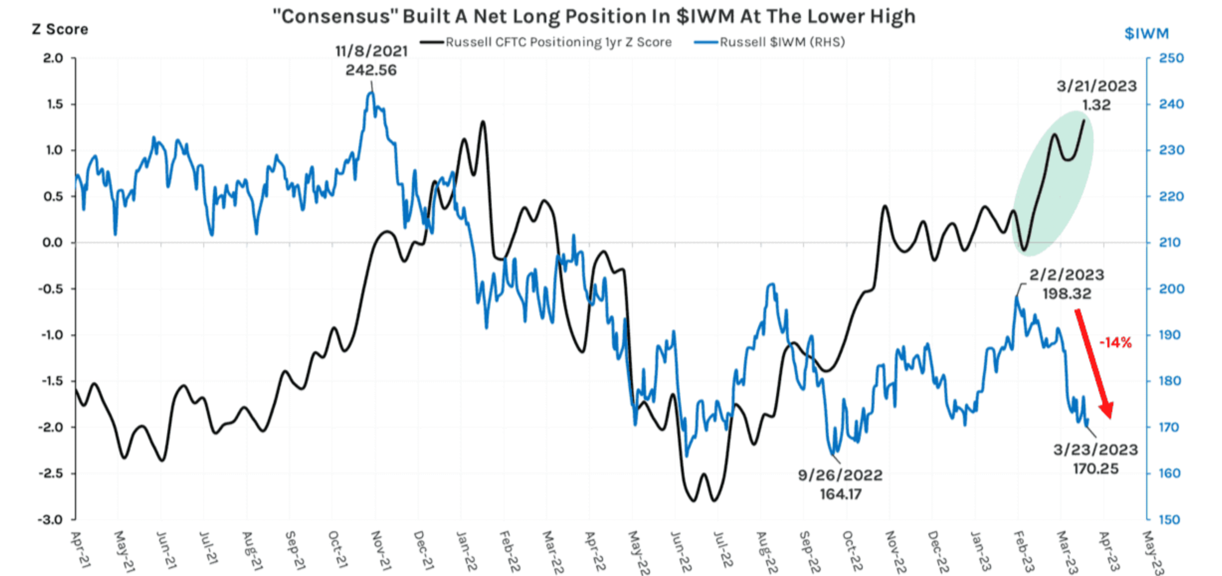 "Consensus" Built A Net Long Position In $IWM At The Lower High
Z Score
$IWM
Russell CFTC Positioning 1yr Z Score
Russell $IWM (RHS)
2.0
1.5
1.0
0.5
0.0
-0.5
-1.0
-1.5
-2.0
-2.5
-3.0
11/8/2021
242.56
3/21/2023
1.32
2/2/2023
198.32
-14%
9/26/2022
164.17
3/23/2023
170.25
250
240
230
220
210
200
190
180
170
160
150
Apr-21
May-21
Jun-21
Jul-21
Aug-21
Sep-21
Oct-21
Nov-21
Dec-21
Jan-22
Feb-22
Mar-22
Apr-22
May-22
Jun-22
Jul-22
Aug-22
Sep-22
Oct-22
Nov-22
Dec-22
Jan-23
Feb-23
Mar-23
Apr-23
May-23